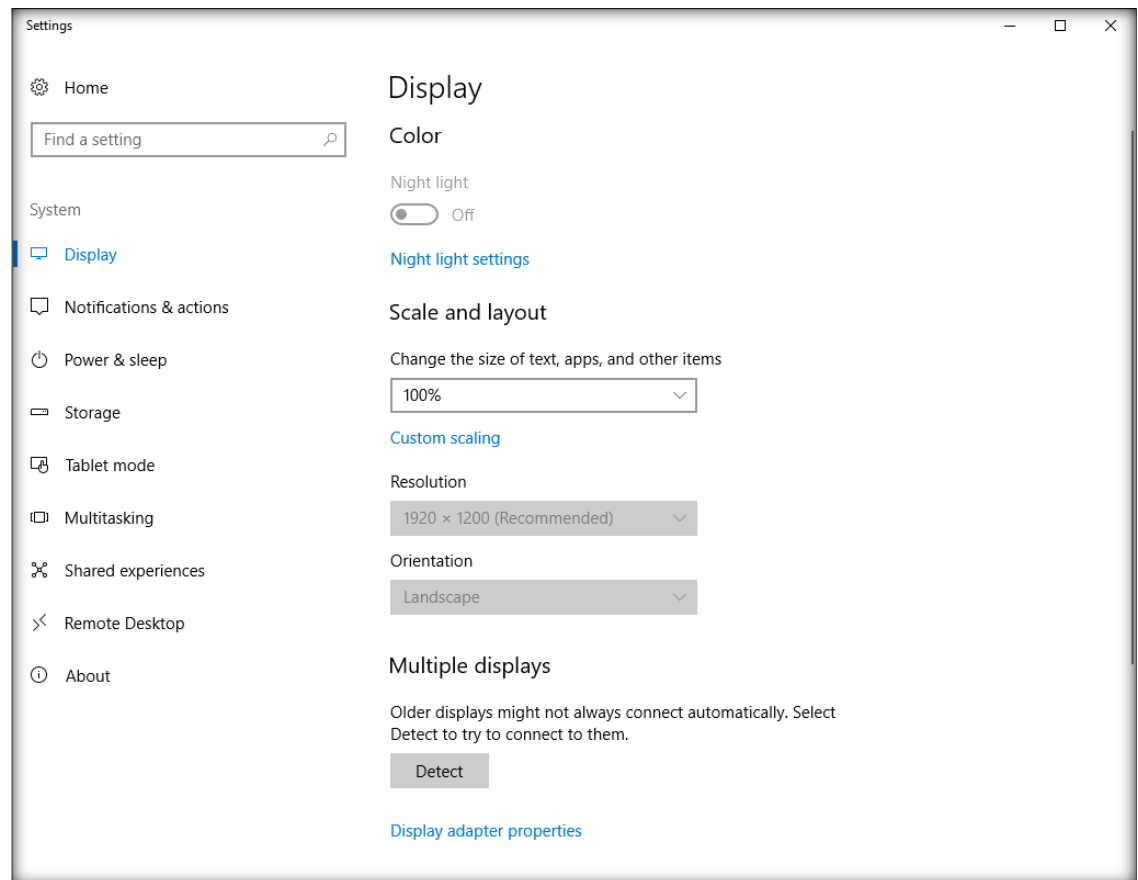 Settings
Home
Find a setting
System
Display
Notifications & actions
Power & sleep
Storage
Tablet mode
Multitasking
Shared experiences
Remote Desktop
About
Display
Color
Night light
Off
Night light settings
Scale and layout
Change the size of text, apps, and other items
100%
Custom scaling
Resolution
1920 × 1200 (Recommended)
Orientation
Landscape
Multiple displays
Older displays might not always connect automatically. Select
Detect to try to connect to them.
Detect
Display adapter properties